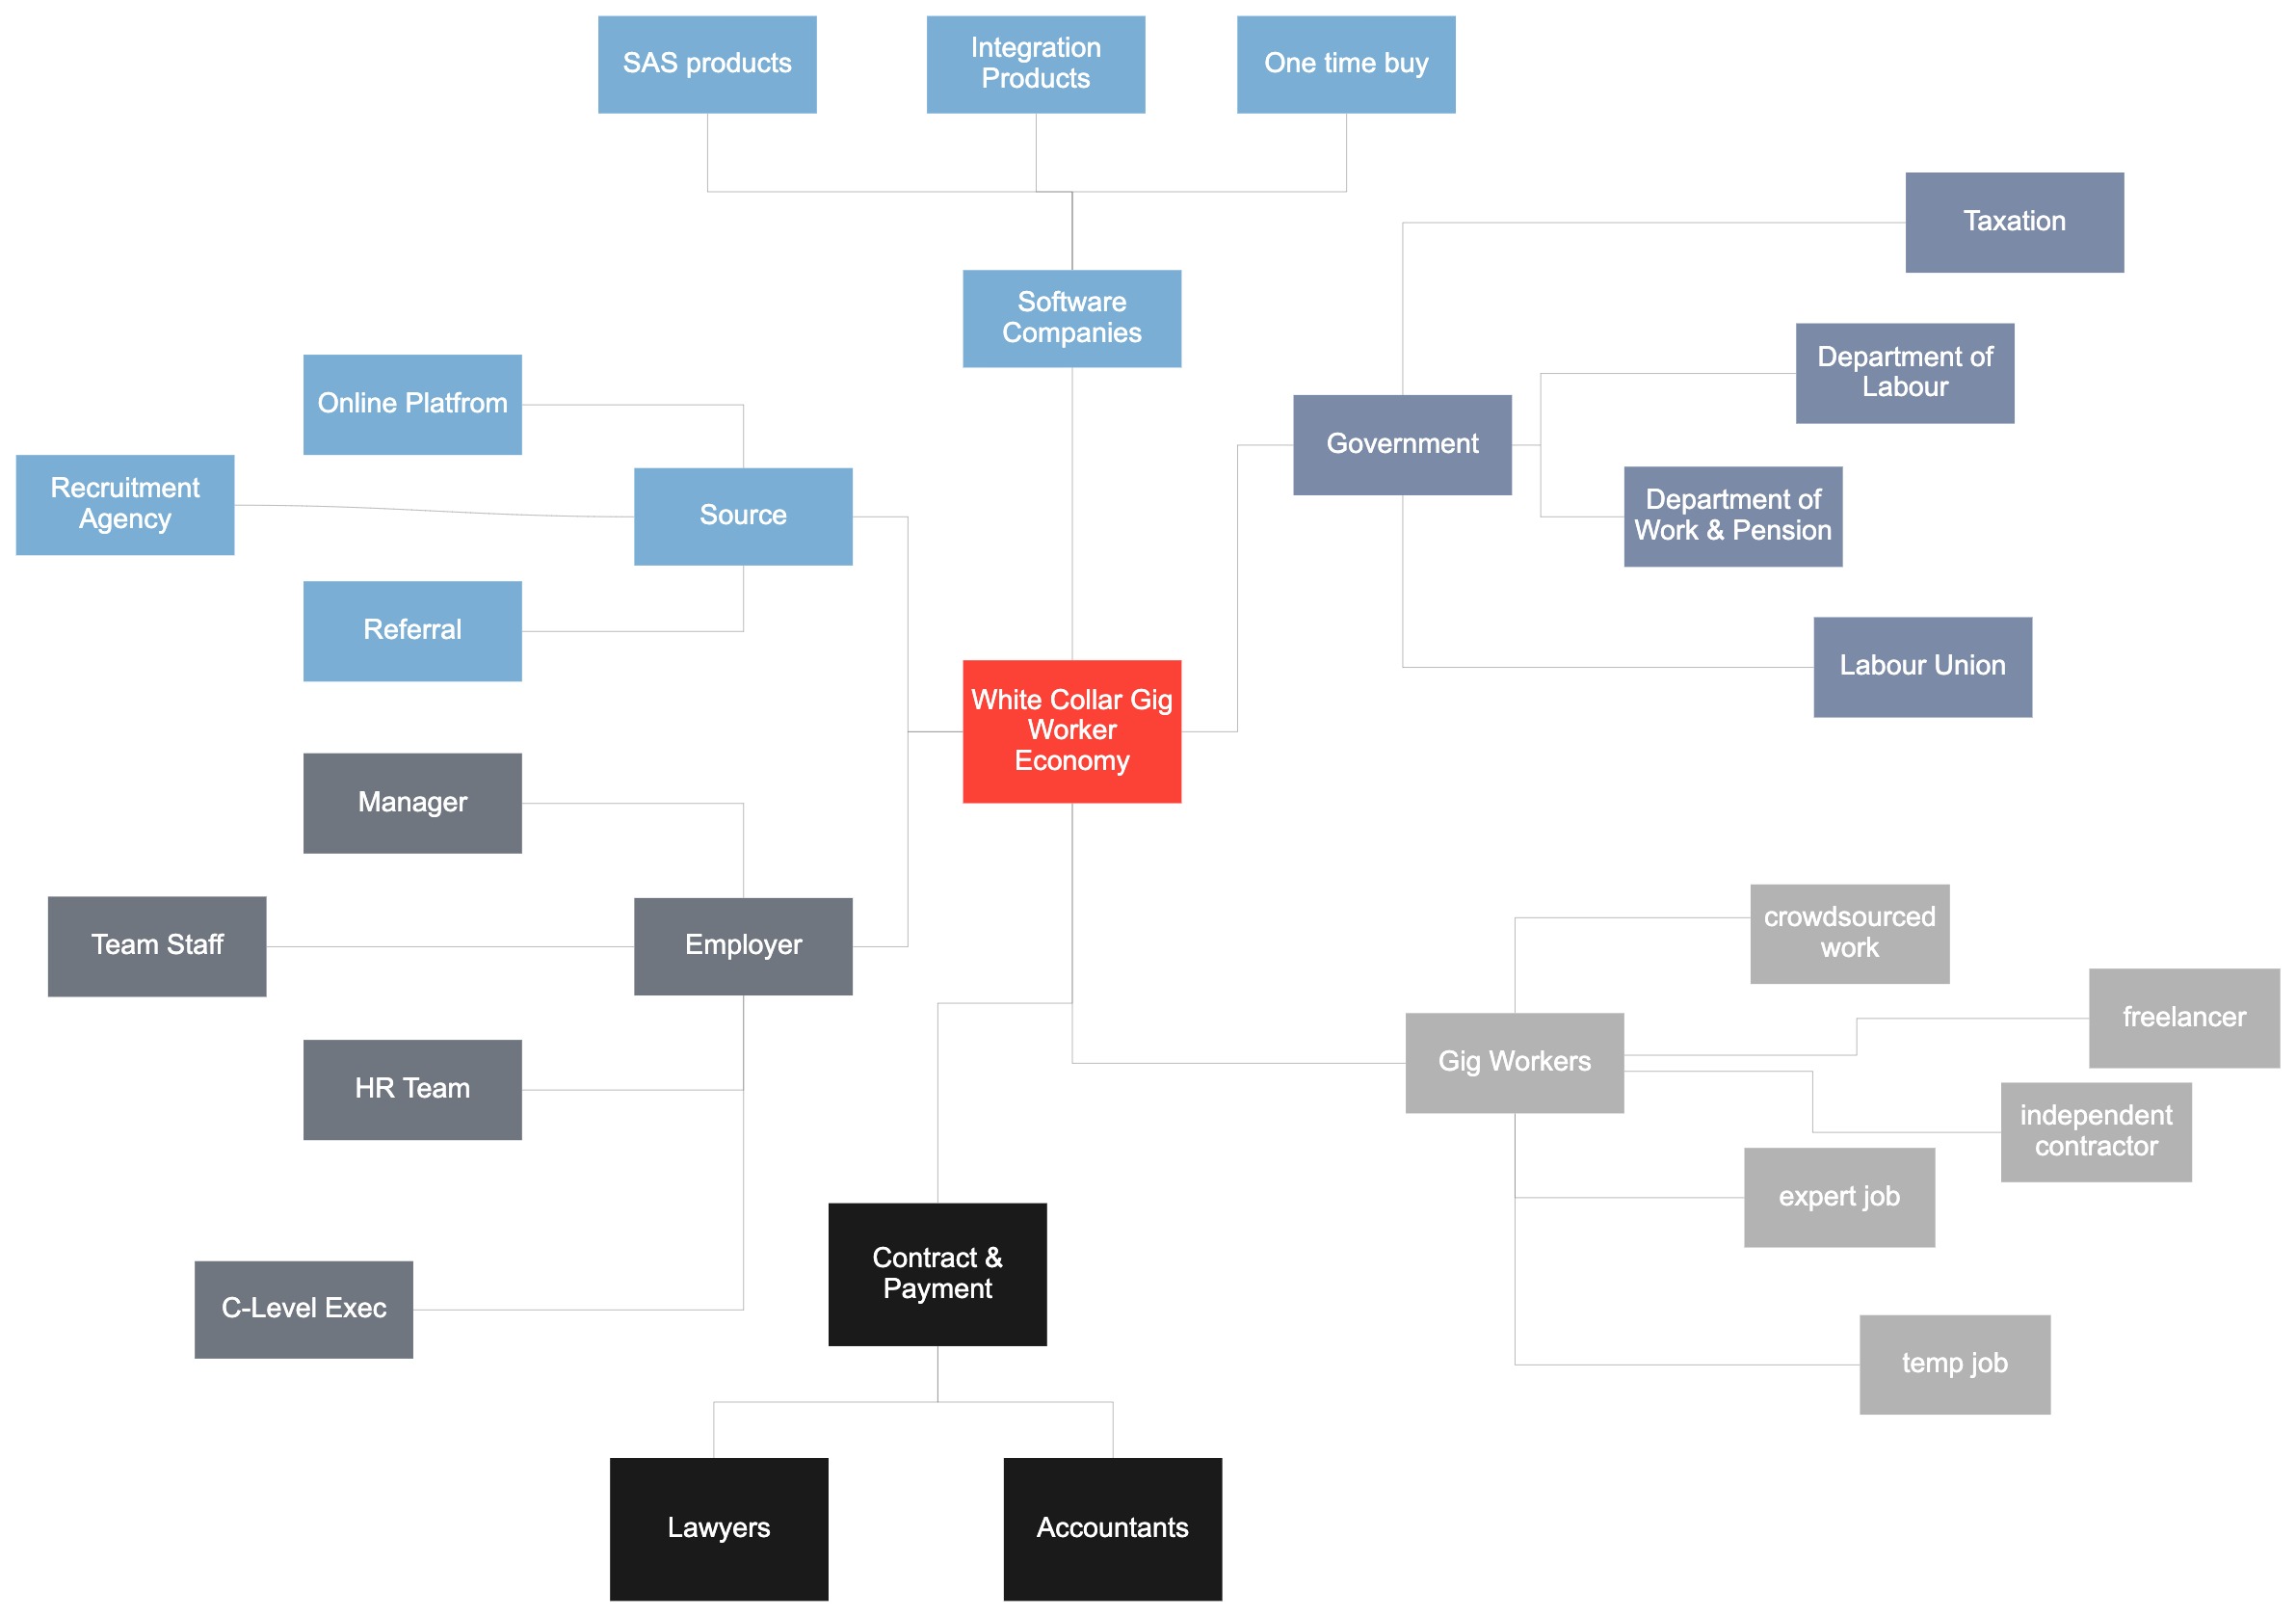 SAS products
Integration
Products
One time buy
Taxation
Software
Companies
Department of
Labour
Online Platfrom
Government
Recruitment
Agency
Source
Department of
Work & Pension
Referral
Labour Union
White Collar Gig
Worker
Economy
Manager
Team Staff
Employer
crowdsourced
work
freelancer
HR Team
Gig Workers
independent
contractor
expert job
Contract &
Payment
C-Level Exec
temp job
Lawyers
Accountants